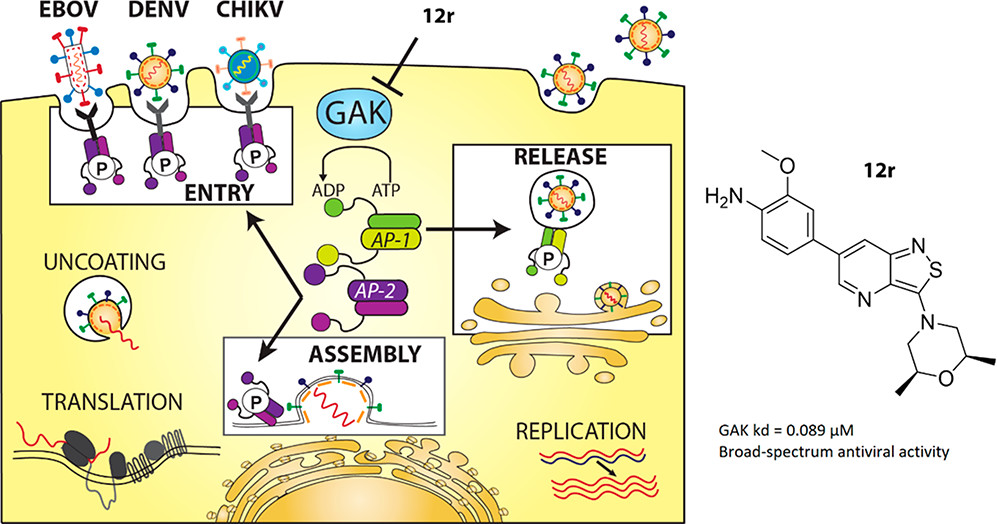 EBOV
DENV
CHIKV
12r
GAK
P
P
P
ENTRY
ADP
ATP
AP-1
AP-2
RELEASE
P
UNCOATING
ASSEMBLY
P
TRANSLATION
REPLICATION
12r
O
H2N
N
S
N
N
O
GAK kd = 0.089 µM
Broad-spectrum antiviral activity